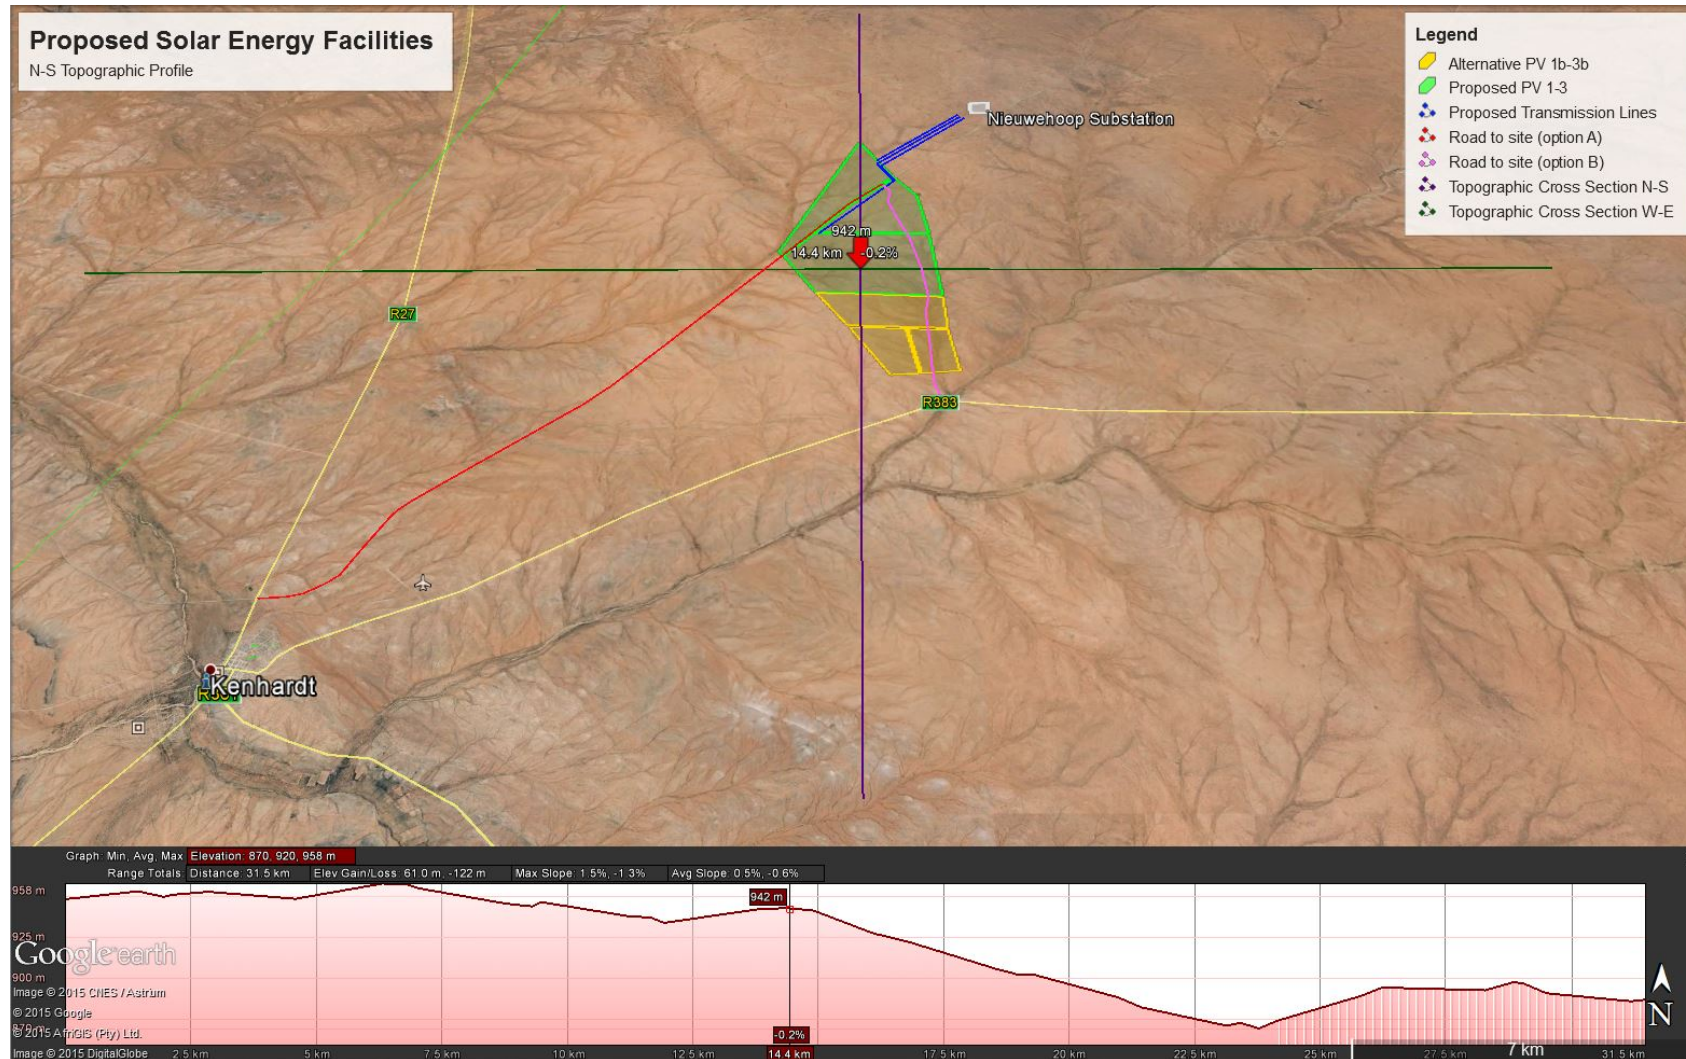 Proposed Solar Energy Facilities
N-S Topographic Profile
Legend
Alternative PV 1b-3b
Proposed PV 1-3
Proposed Transmission Lines
Road to site (option A)
Road to site (option B)
Topographic Cross Section N-S
Topographic Cross Section W-E
Nieuwehoop Substation
942 m
14.4 km -0.2%
R27
R383
Kenhardt
Graph: Min, Avg, Max Elevation: 870, 920, 958 m
Range Totals: Distance: 31.5 km Elev Gain/Loss: 61.0 m, -122 m Max Slope: 1.5%, -1.3% Avg Slope: 0.5%, -0.6%
958 m
942 m
925 m
Google earth
900 m
Image © 2015 CNES / Astrium
© 2015 Google
870 m
© 2015 AfriGIS (Pty) Ltd.
-0.2%
N
Image © 2015 DigitalGlobe
2.5 km 5 km 7.5 km 10 km 12.5 km 14.4 km 17.5 km 20 km 22.5 km 25 km 27.5 km 31.5 km
7 km